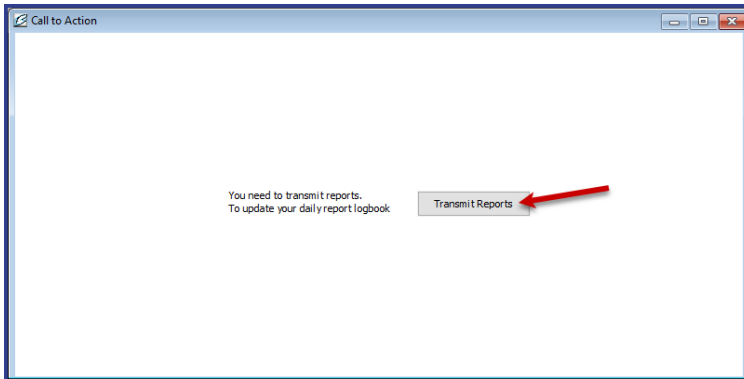 Call to Action
You need to transmit reports.
To update your daily report logbook
Transmit Reports